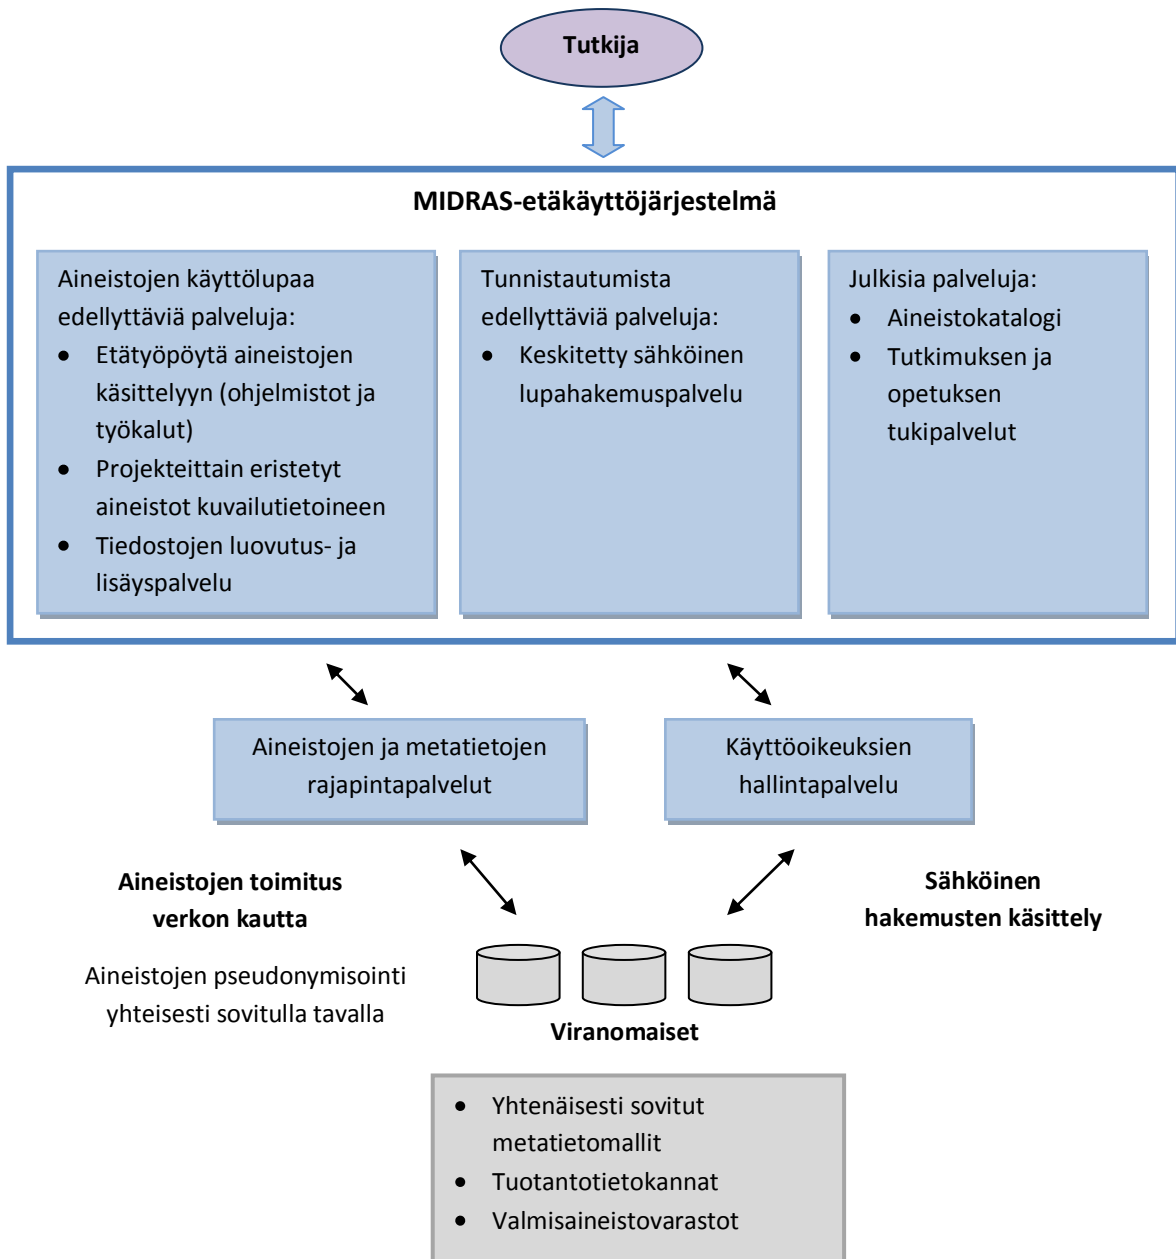 Tutkija
MIDRAS-etäkäyttöjärjestelmä
Aineistojen käyttölupaa
edellyttäviä palveluja:
• Etätyöpöytä aineistojen
käsittelyyn (ohjelmistot ja
työkalut)
• Projekteittain eristetyt
aineistot kuvailutietoineen
• Tiedostojen luovutus- ja
lisäyspalvelu
Tunnistautumista
edellyttäviä palveluja:
• Keskitetty sähköinen
lupahakemuspalvelu
Julkisia palveluja:
• Aineistokatalogi
• Tutkimuksen ja
opetuksen
tukipalvelut
Aineistojen ja metatietojen
rajapintapalvelut
Käyttöoikeuksien
hallintapalvelu
Aineistojen toimitus
verkon kautta
Aineistojen pseudonymisointi
yhteisesti sovitulla tavalla
Sähköinen
hakemusten käsittely
Viranomaiset
• Yhtenäisesti sovitut
metatietomallit
• Tuotantotietokannat
• Valmisaineistovarastot